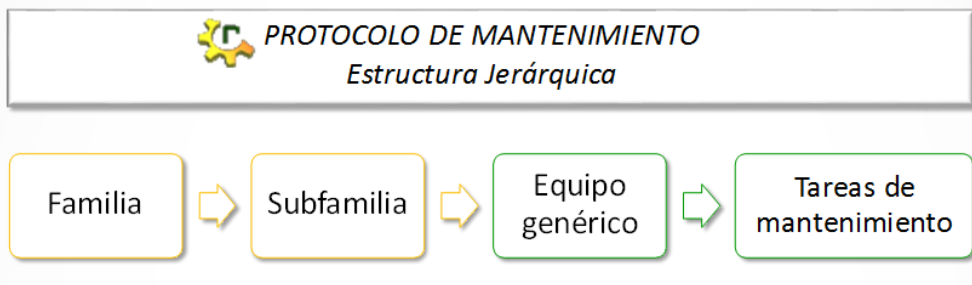 PROTOCOLO DE MANTENIMIENTO
Estructura Jerárquica
Familia
Subfamilia
Equipo
genérico
Tareas de
mantenimiento